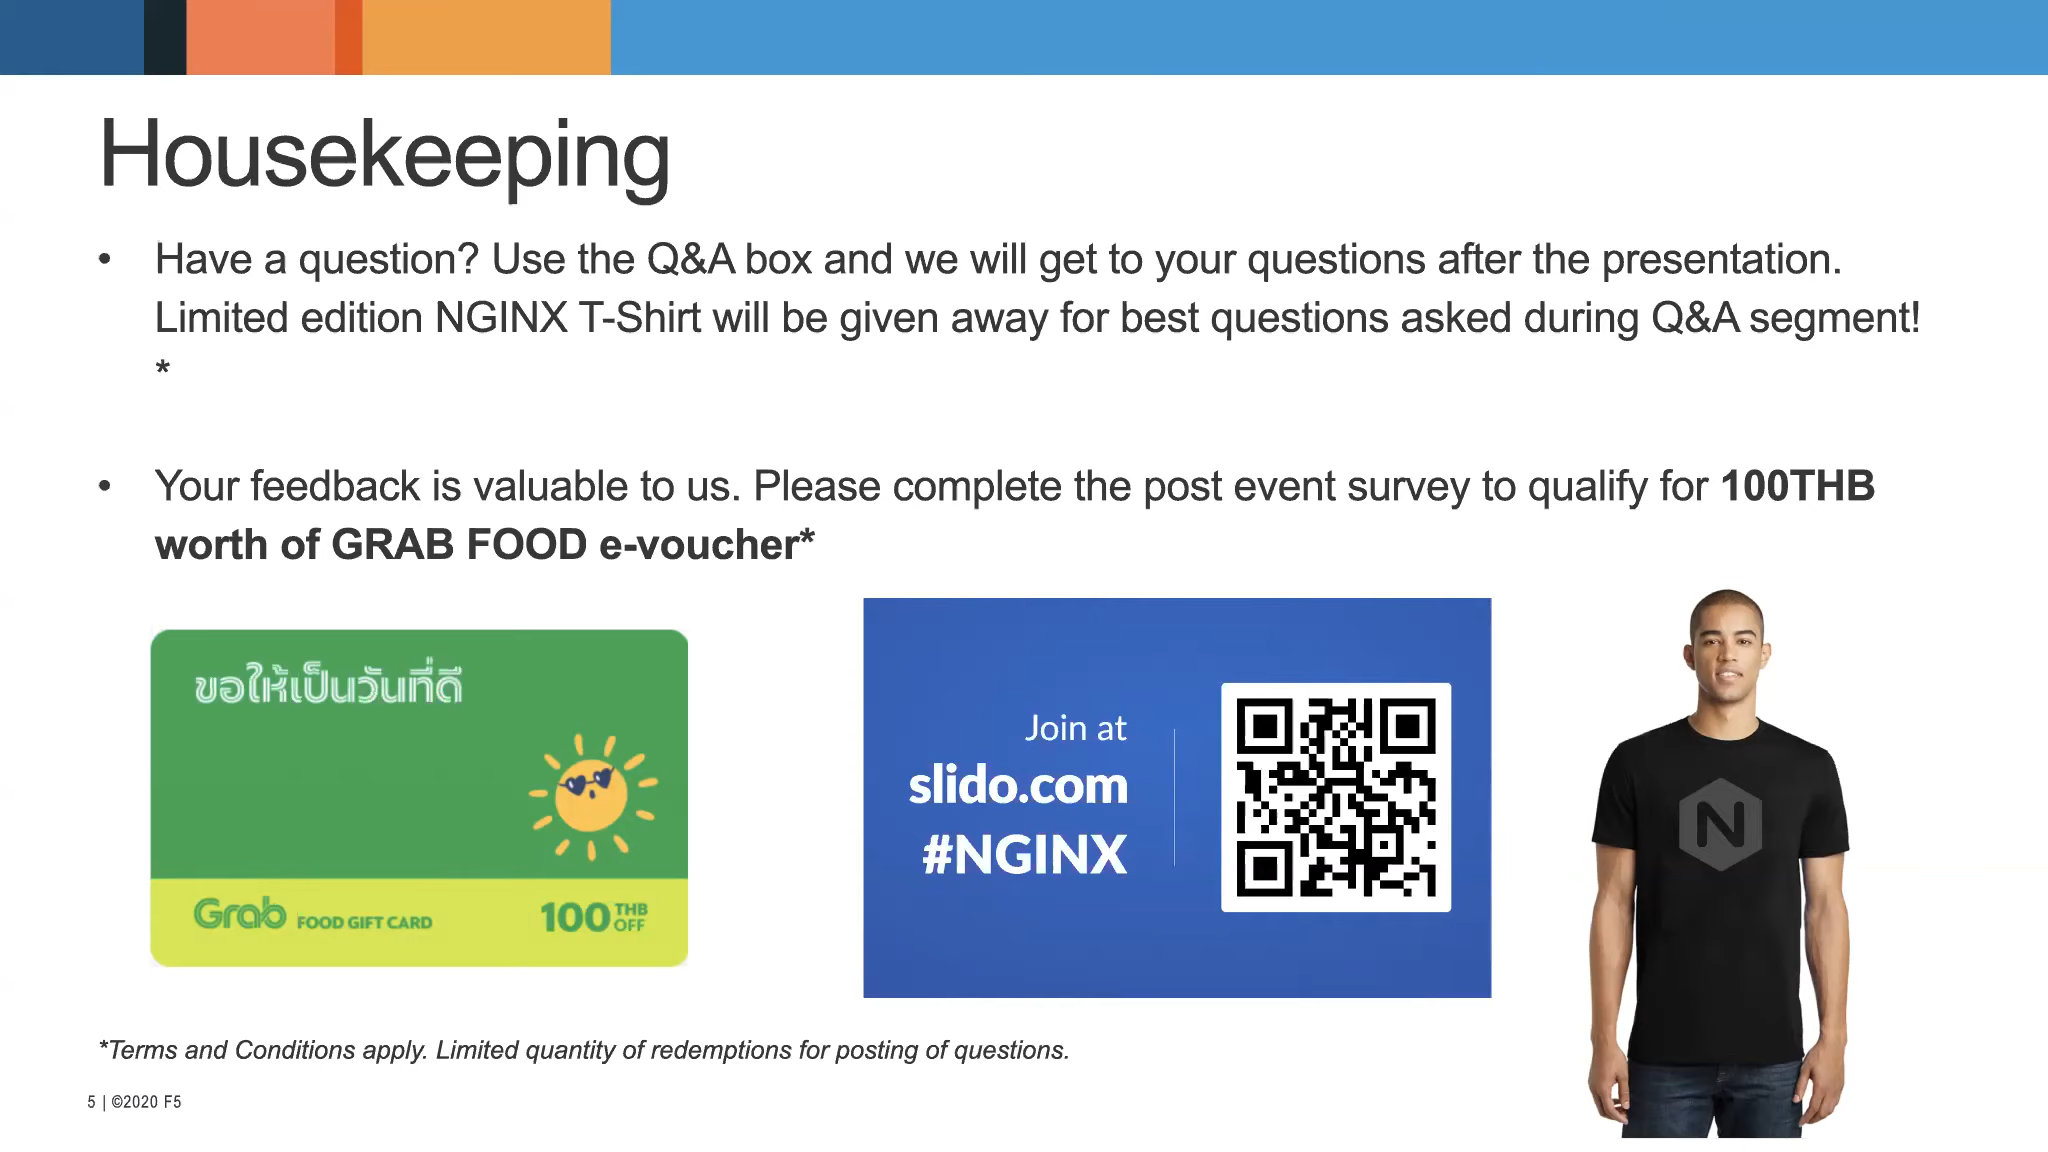 Housekeeping
• Have a question? Use the Q&A box and we will get to your questions after the presentation.
Limited edition NGINX T-Shirt will be given away for best questions asked during Q&A segment!
*
• Your feedback is valuable to us. Please complete the post event survey to qualify for 100THB
worth of GRAB FOOD e-voucher*
ขอให้เป็นวันที่ดี
Grab FOOD GIFT CARD
100 THB OFF
Join at
slido.com
#NGINX
N
*Terms and Conditions apply. Limited quantity of redemptions for posting of questions.
5 | ©2020 F5